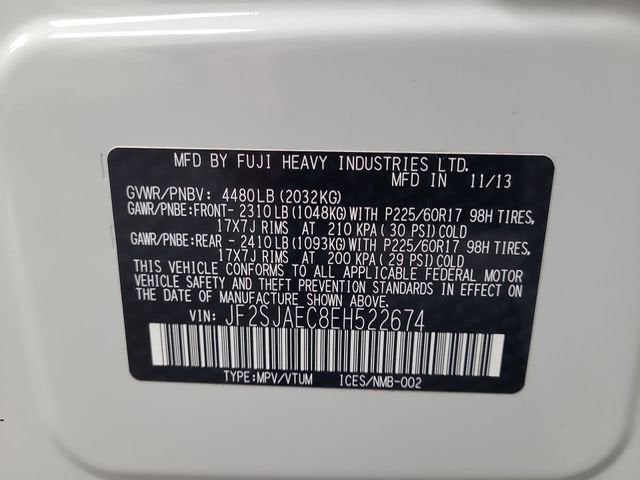 MFD BY FUJI HEAVY INDUSTRIES LTD.
MFD IN 11/13
GVWR/PNBV: 4480LB(2032KG)
GAWR/PNBE:FRONT- 2310LB(1048KG)WITH P225/60R17 98H TIRES,
17X7J RIMS AT 210 KPA(30 PSI)COLD
GAWR/PNBE:REAR - 2410LB(1093KG)WITH P225/60R17 98H TIRES,
17X7J RIMS AT 200 KPA(29 PSI)COLD
THIS VEHICLE CONFORMS TO ALL APPLICABLE FEDERAL MOTOR
VEHICLE SAFETY AND THEFT PREVENTION STANDARDS IN EFFECT ON
THE DATE OF MANUFACTURE SHOWN ABOVE.
VIN: JF2SJAEC8EH522674
TYPE:MPV/VTUM ICES/NMB-002